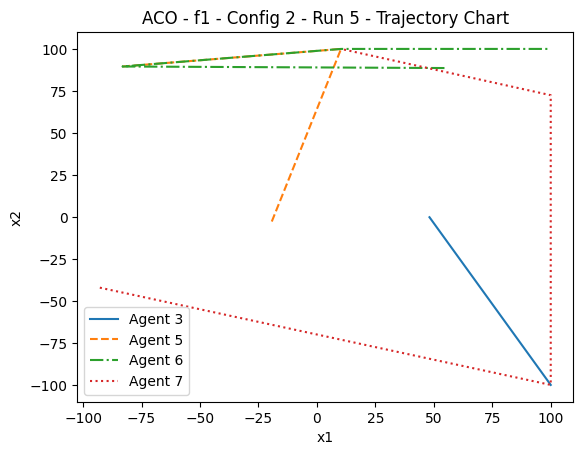 ACO - f1 - Config 2 - Run 5 - Trajectory Chart
100
75
50
25
0
−25
−50
−75
−100
x2
Agent 3
Agent 5
Agent 6
Agent 7
−100 −75 −50 −25 0 25 50 75 100
x1